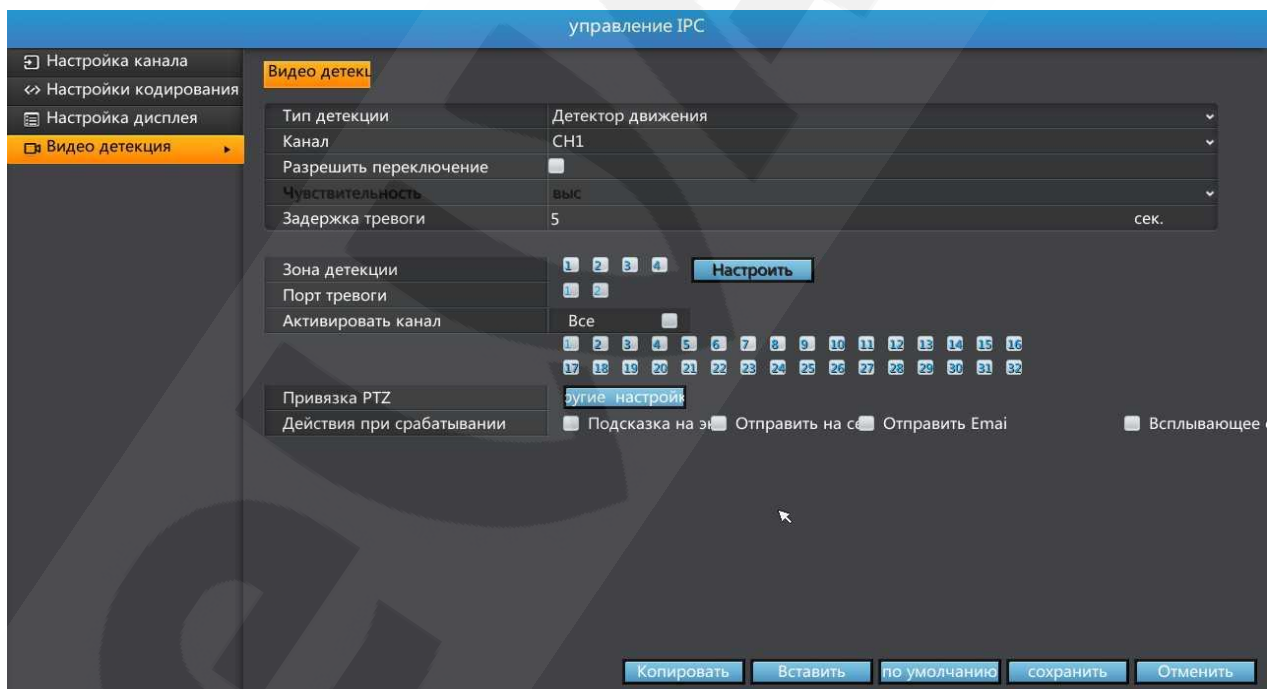 управление IPC
Настройка канала
Настройки кодирования
Настройка дисплея
Видео детекция
Видео детекц
Тип детекции Детектор движения
Канал CH1
Разрешить переключение
Чувствительность выс
Задержка тревоги 5 сек.
Зона детекции 1 2 3 4 Настроить
Порт тревоги 1 2
Активировать канал Все
1 2 3 4 5 6 7 8 9 10 11 12 13 14 15 16
17 18 19 20 21 22 23 24 25 26 27 28 29 30 31 32
Привязка PTZ ругие настройк
Действия при срабатывании Подсказка на эк Отправить на се Отправить Emai Всплывающее
Копировать Вставить по умолчанию сохранить Отменить